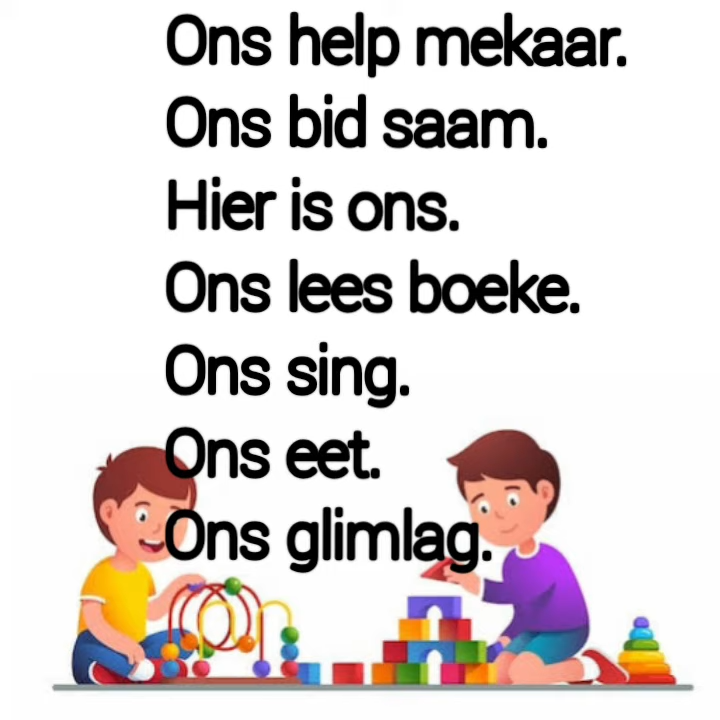 Ons help mekaar.
Ons bid saam.
Hier is ons.
Ons lees boeke.
Ons sing.
Ons eet.
Ons glimlag.